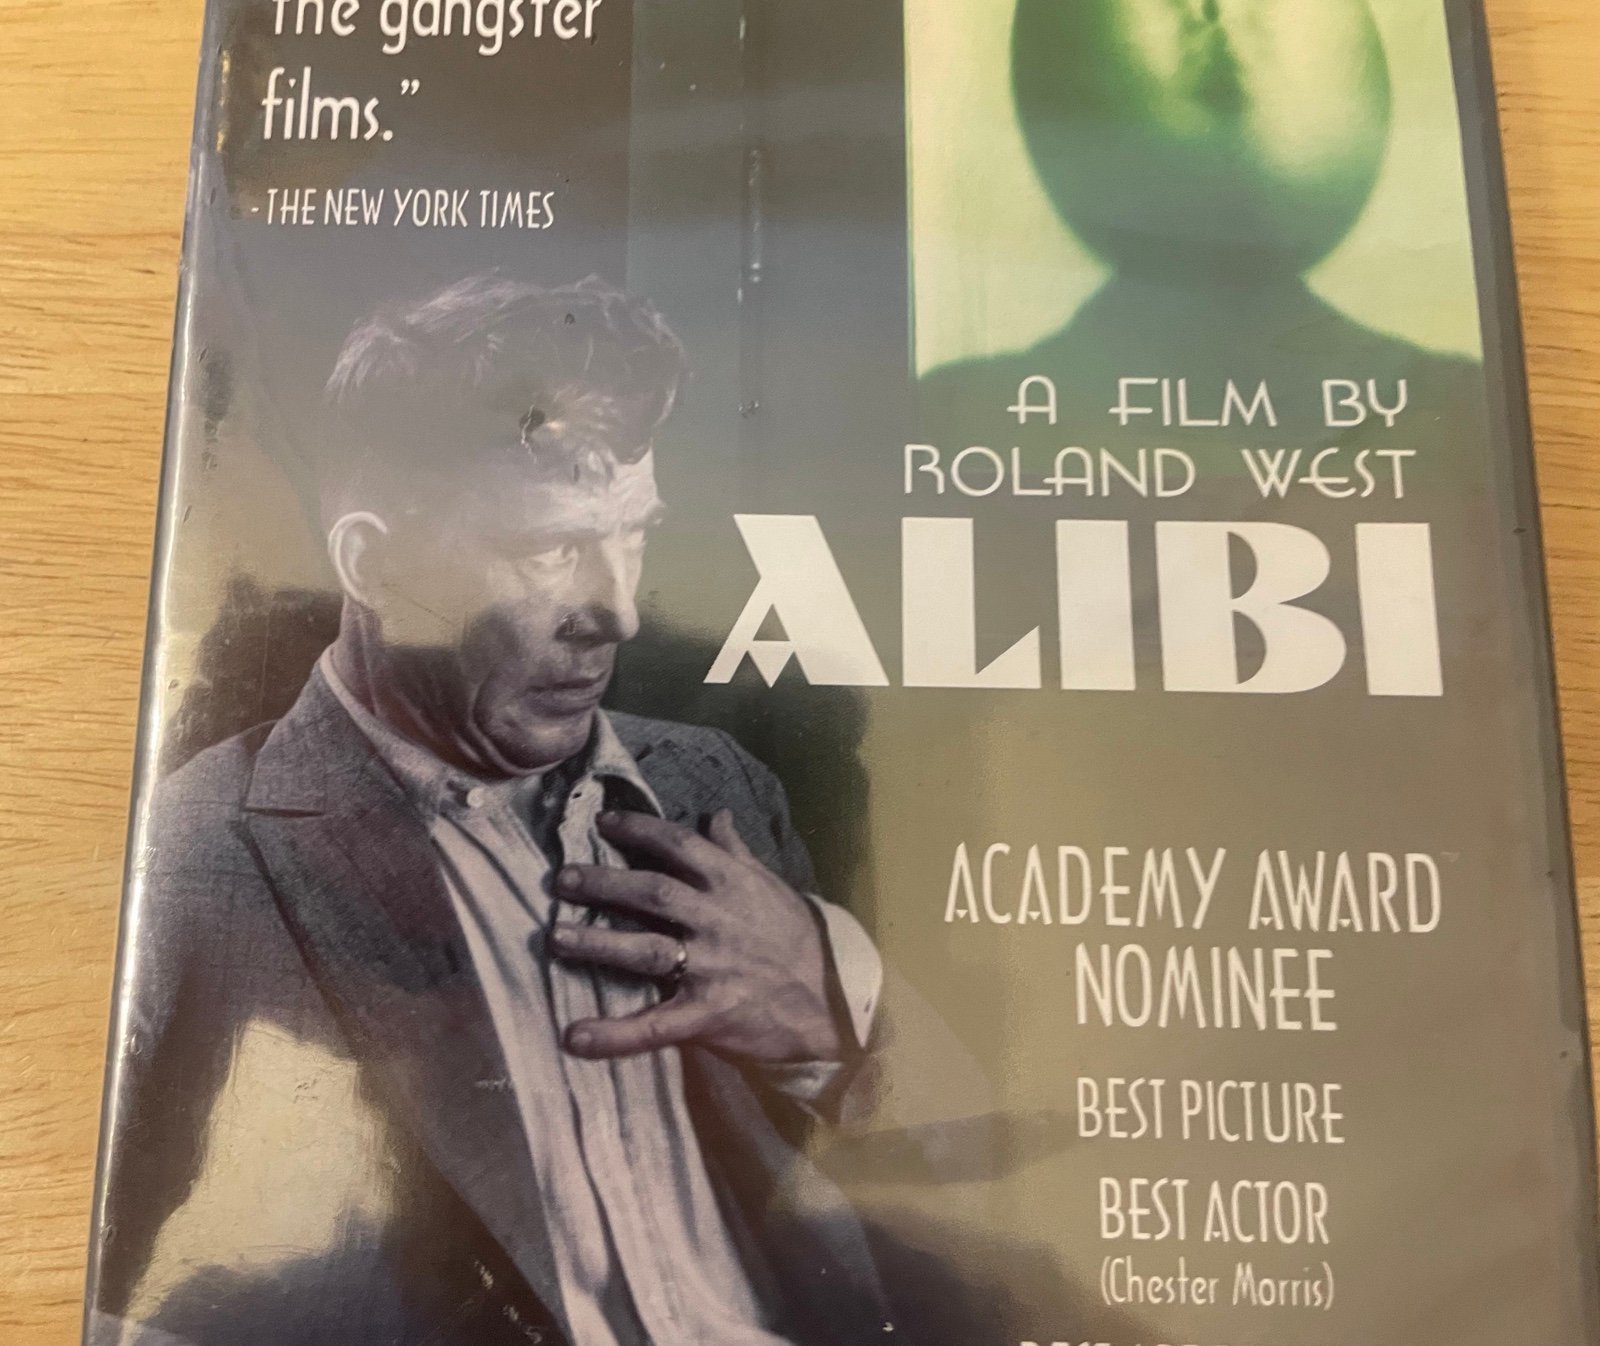 the gangster
films.”
- THE NEW YORK TIMES
A FILM BY
ROLAND WEST
ALIBI
ACADEMY AWARD
NOMINEE
BEST PICTURE
BEST ACTOR
(Chester Morris)